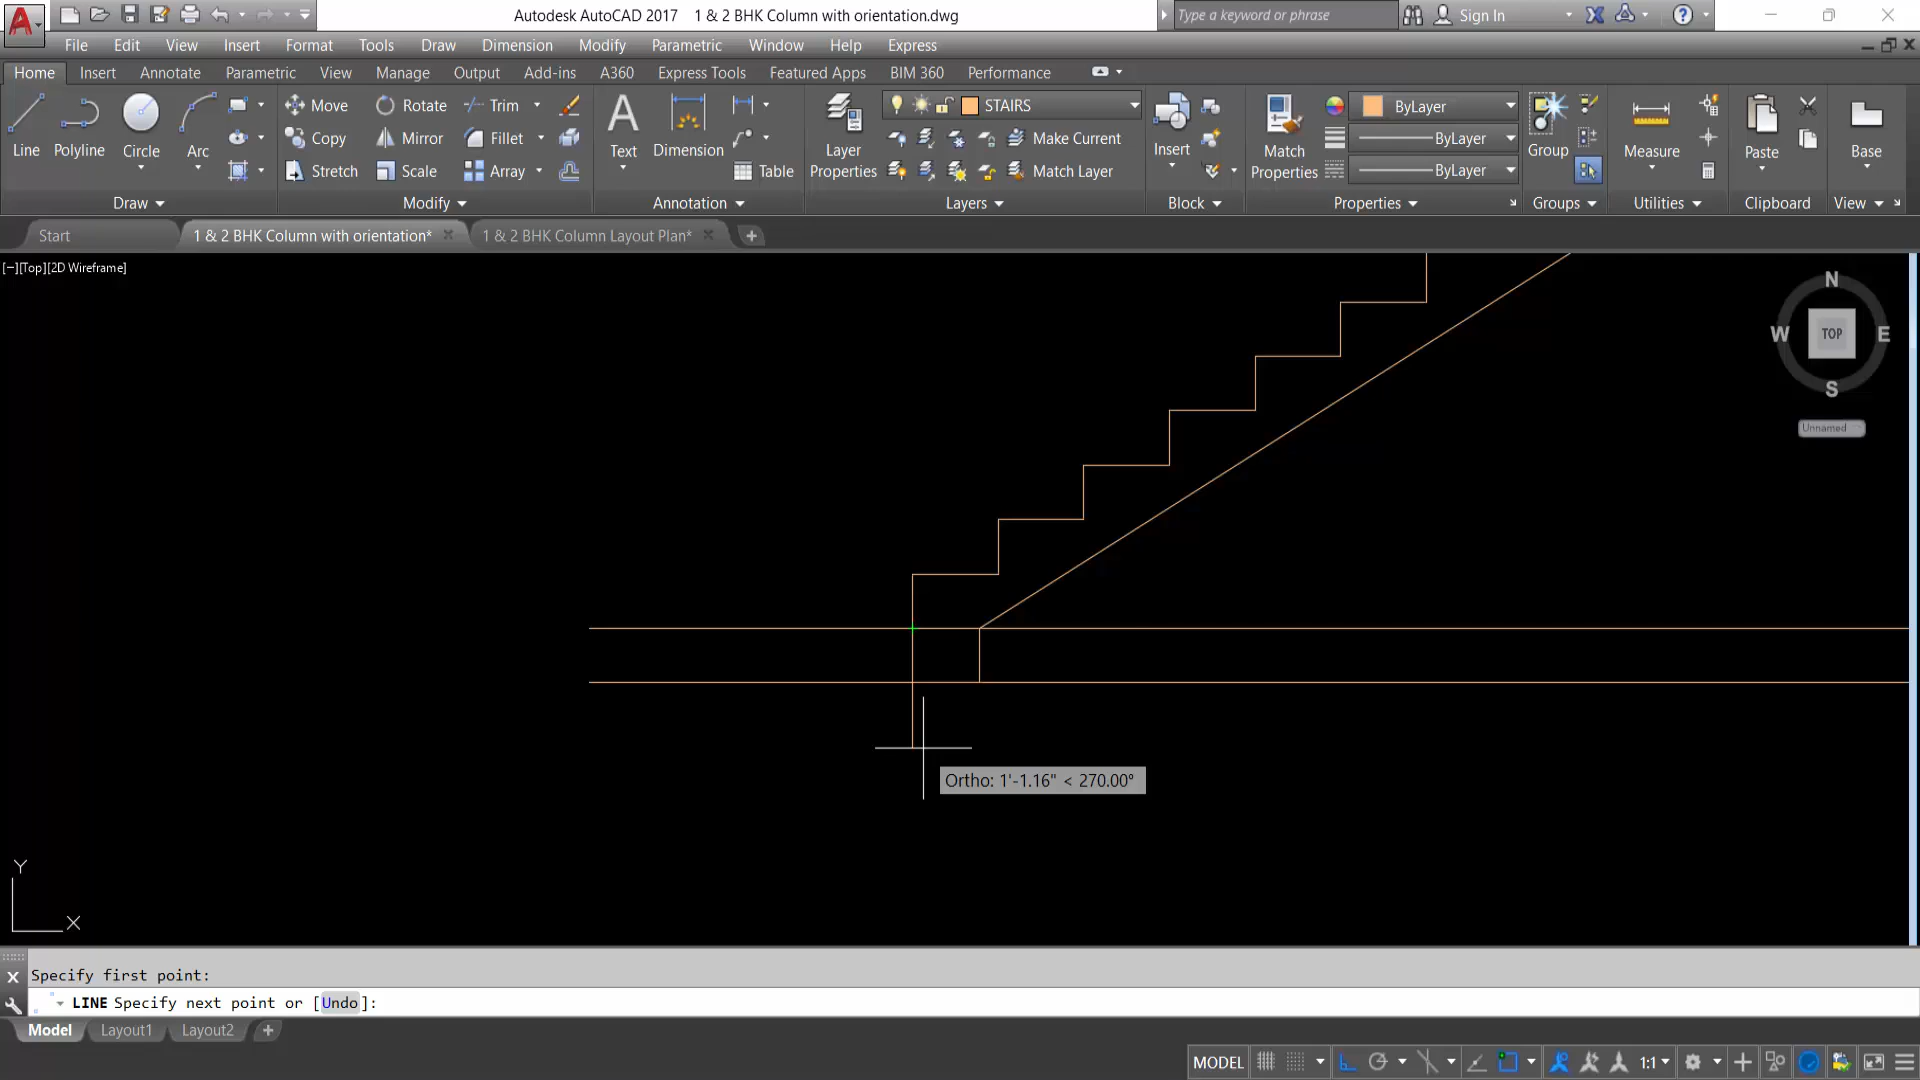 Autodesk AutoCAD 2017 1 & 2 BHK Column with orientation.dwg
Type a keyword or phrase
Sign In
File Edit View Insert Format Tools Draw Dimension Modify Parametric Window Help Express
Home Insert Annotate Parametric View Manage Output Add-ins A360 Express Tools Featured Apps BIM 360 Performance
Line Polyline Circle Arc
Move Rotate Trim
Copy Mirror Fillet
Stretch Scale Array
Text Dimension
Table
Layer Properties
STAIRS
Make Current
Match Layer
Insert
Match Properties
ByLayer
ByLayer
ByLayer
Group
Measure
Paste
Base
Draw Modify Annotation Layers Block Properties Groups Utilities Clipboard View
Start 1 & 2 BHK Column with orientation* 1 & 2 BHK Column Layout Plan*
[−][Top][2D Wireframe]
N
W TOP E
S
Unnamed
Ortho: 1'-1.16" < 270.00°
Y
X
Specify first point:
LINE Specify next point or [Undo]:
Model Layout1 Layout2
MODEL 1:1